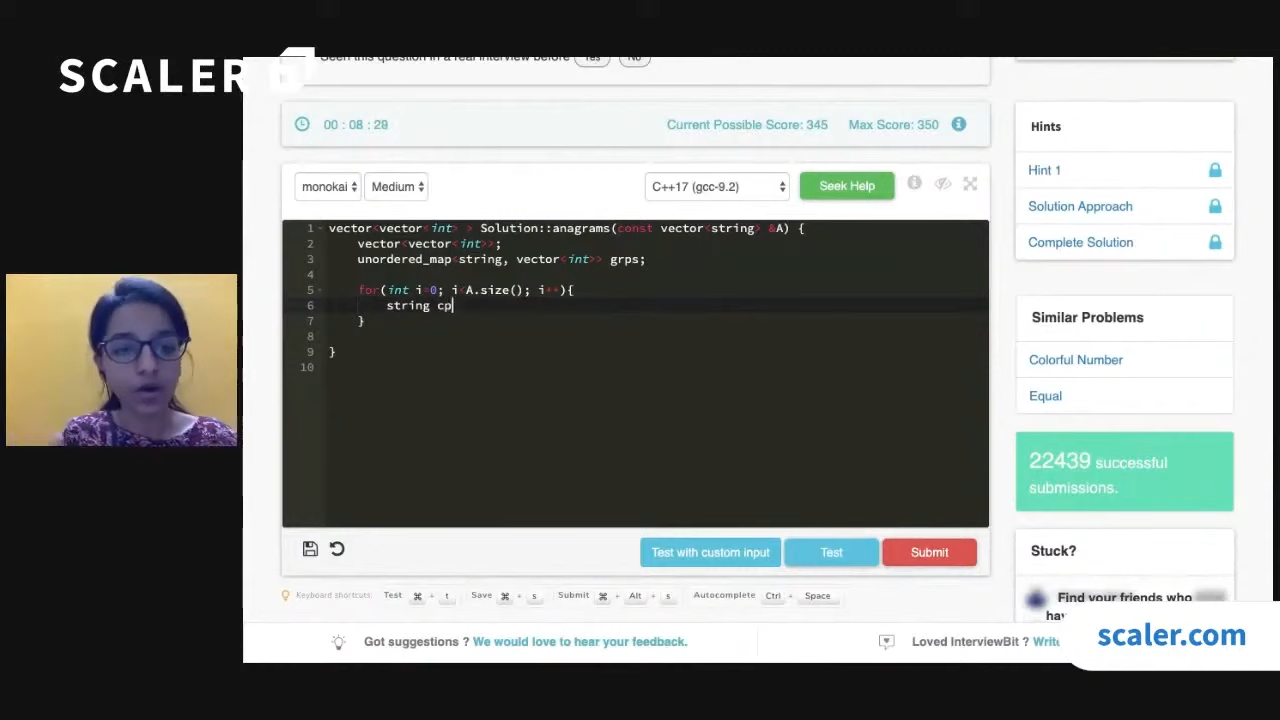 SCALER
Seen this question in a real interview before Yes No
00 : 08 : 28
Current Possible Score: 345
Max Score: 350
monokai
Medium
C++17 (gcc-9.2)
Seek Help
1 vector<vector<int> > Solution::anagrams(const vector<string> &A) {
2 vector<vector<int>>;
3 unordered_map<string, vector<int>> grps;
4
5 for(int i=0; i<A.size(); i++){
6 string cp
7 }
8
9 }
10
Test with custom input
Test
Submit
Keyboard shortcuts: Test ⌘ + t Save ⌘ + s Submit ⌘ + Alt + s Autocomplete Ctrl + Space
Got suggestions ? We would love to hear your feedback.
Loved InterviewBit ? Write
Hints
Hint 1
Solution Approach
Complete Solution
Similar Problems
Colorful Number
Equal
22439 successful
submissions.
Stuck?
Find your friends who
scaler.com